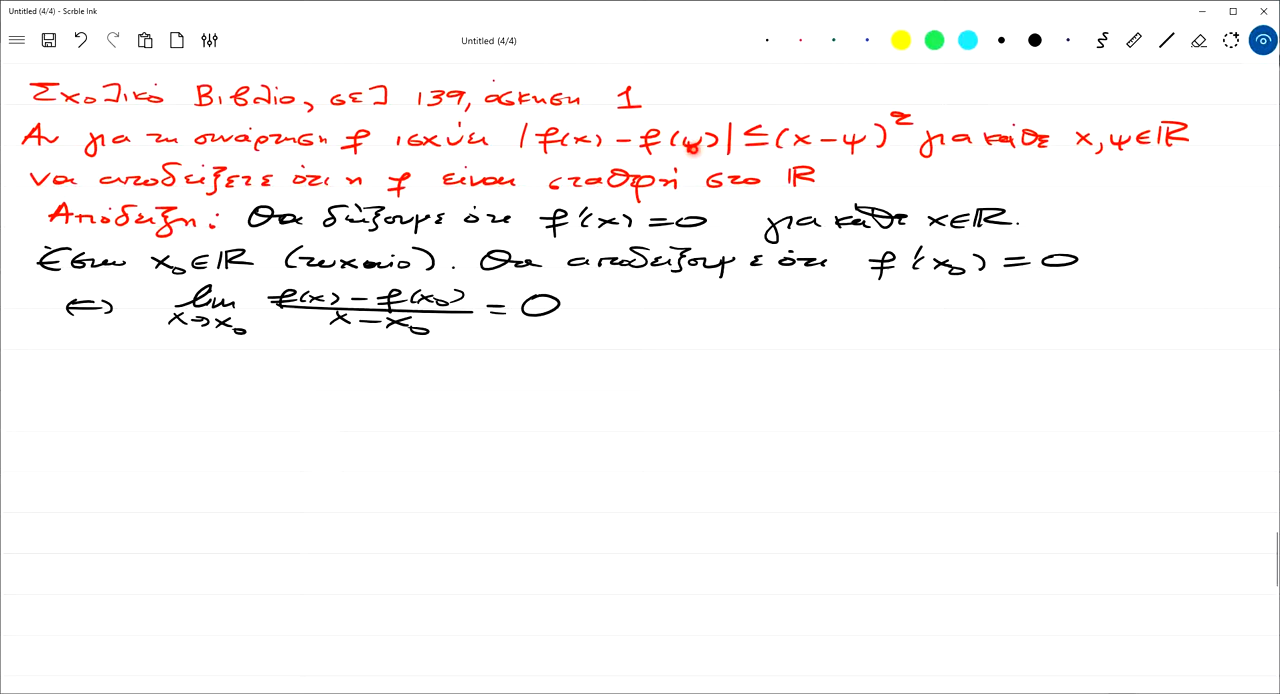 Untitled (4/4) - Scrble Ink
Untitled (4/4)
Σχολικό Βιβλίο, σελ 139, άσκηση 1
Αν για τη συνάρτηση f ισχύει |f(x) - f(ψ)| ≤ (x-ψ)² για κάθε x, ψ∈ℝ
να αποδείξετε ότι η f είναι σταθερή στο ℝ
Απόδειξη: Θα δείξουμε ότι f'(x) = 0 για κάθε x∈ℝ.
Έστω x₀∈ℝ (τυχαίο). Θα αποδείξουμε ότι f'(x₀) = 0
⇔ lim x→x₀ (f(x) - f(x₀))/(x - x₀) = 0